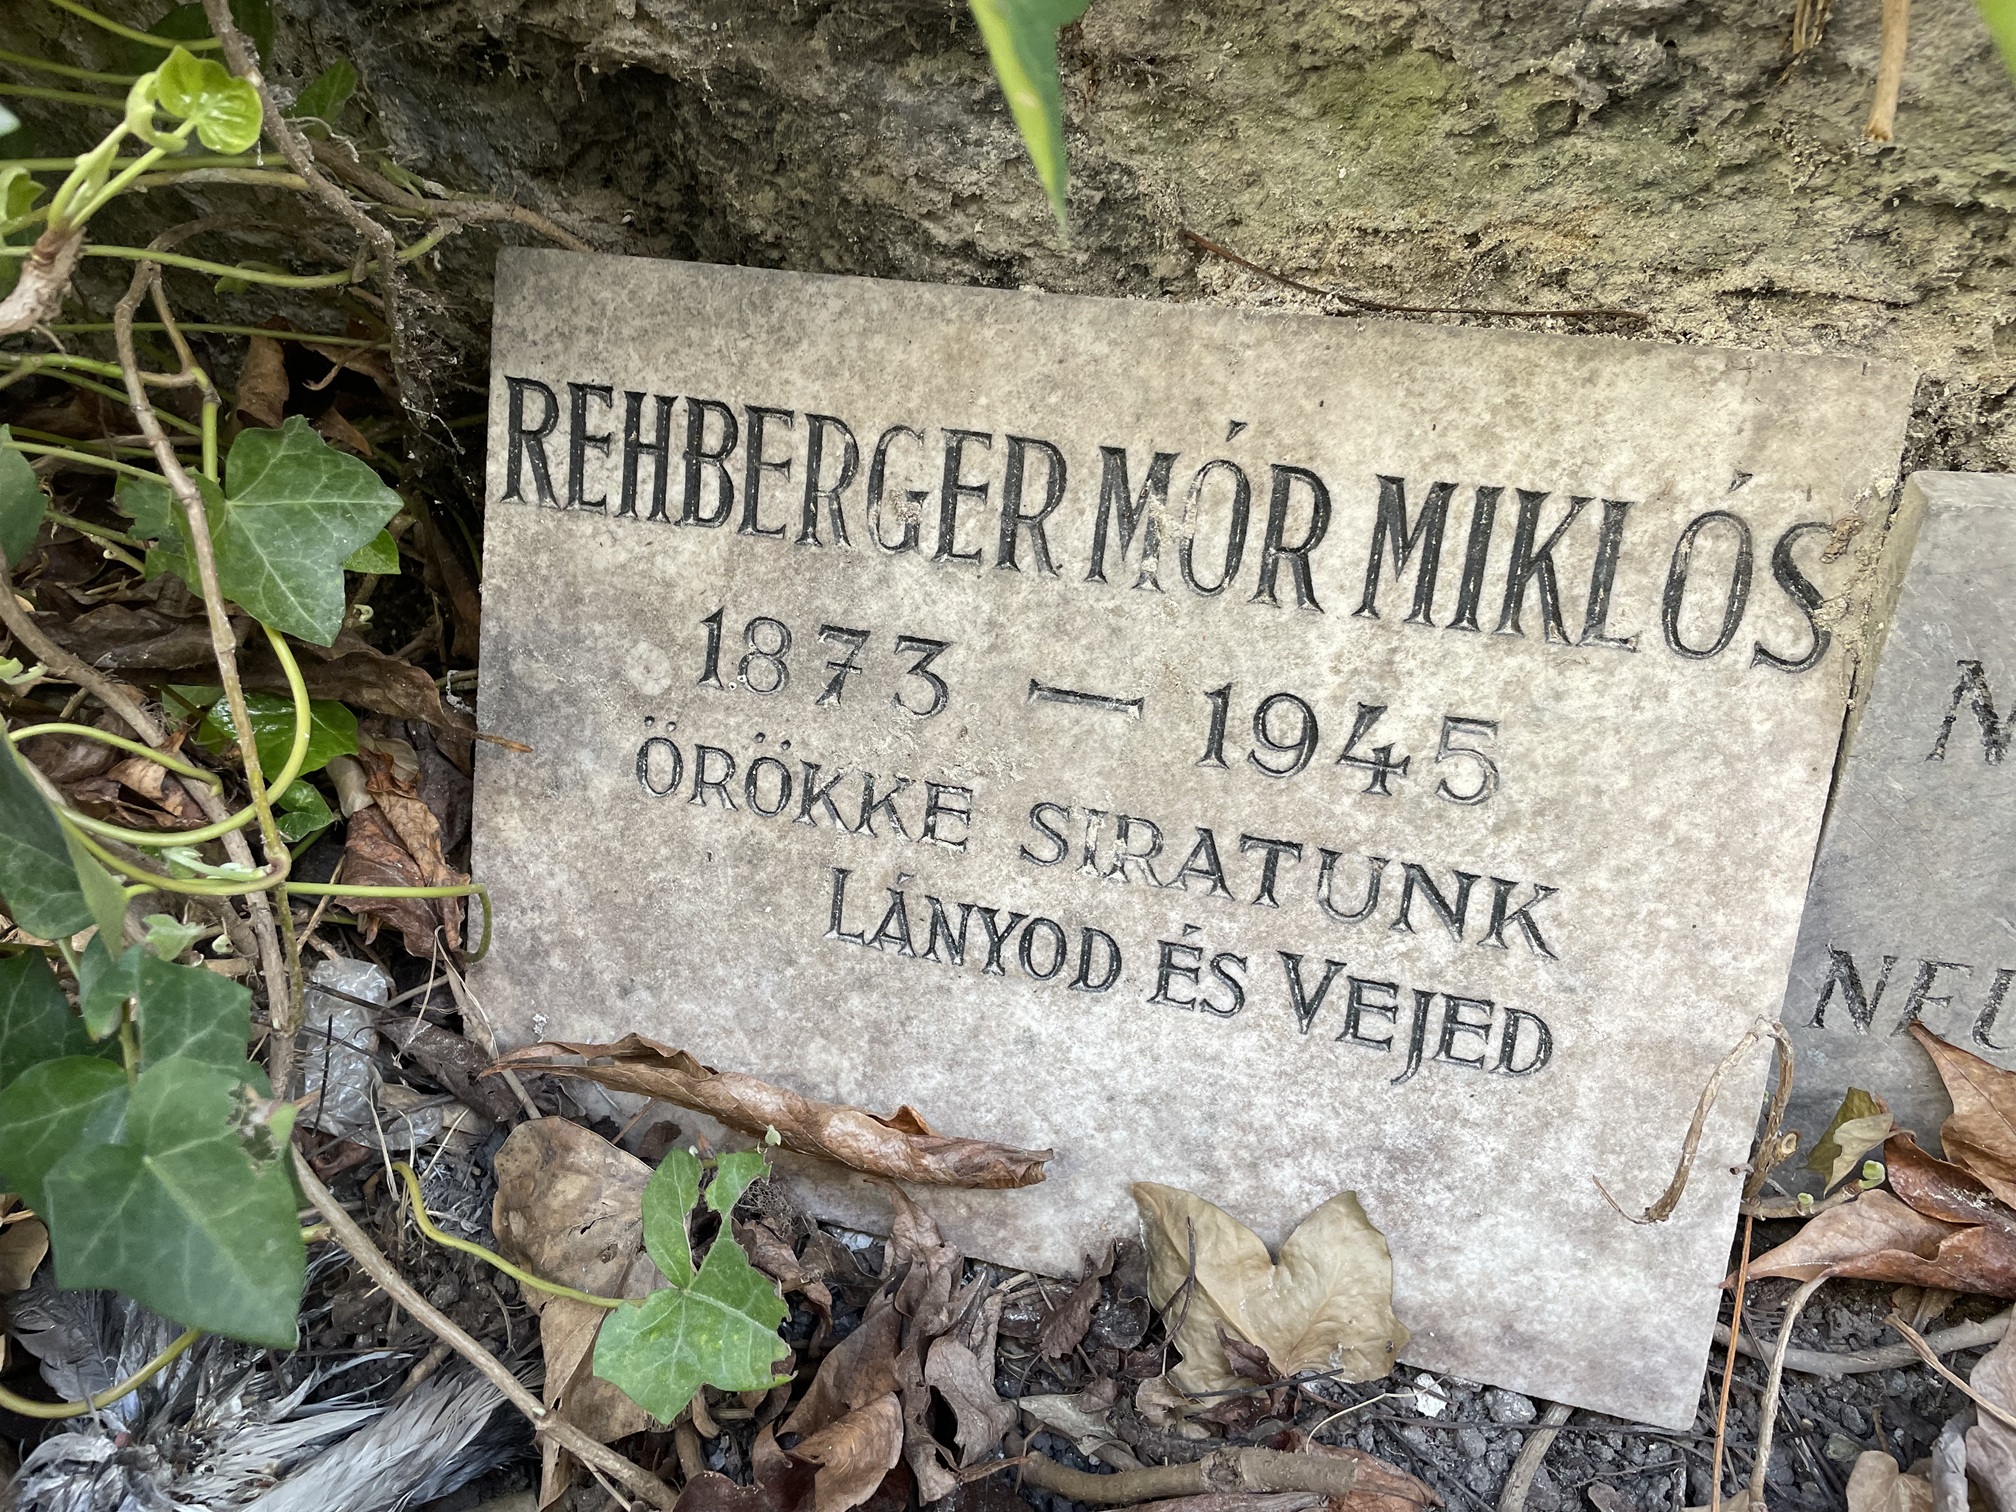 REHBERGER MÓR MIKLÓS
1873 — 1945
ÖRÖKKE SIRATUNK
LÁNYOD ÉS VEJED